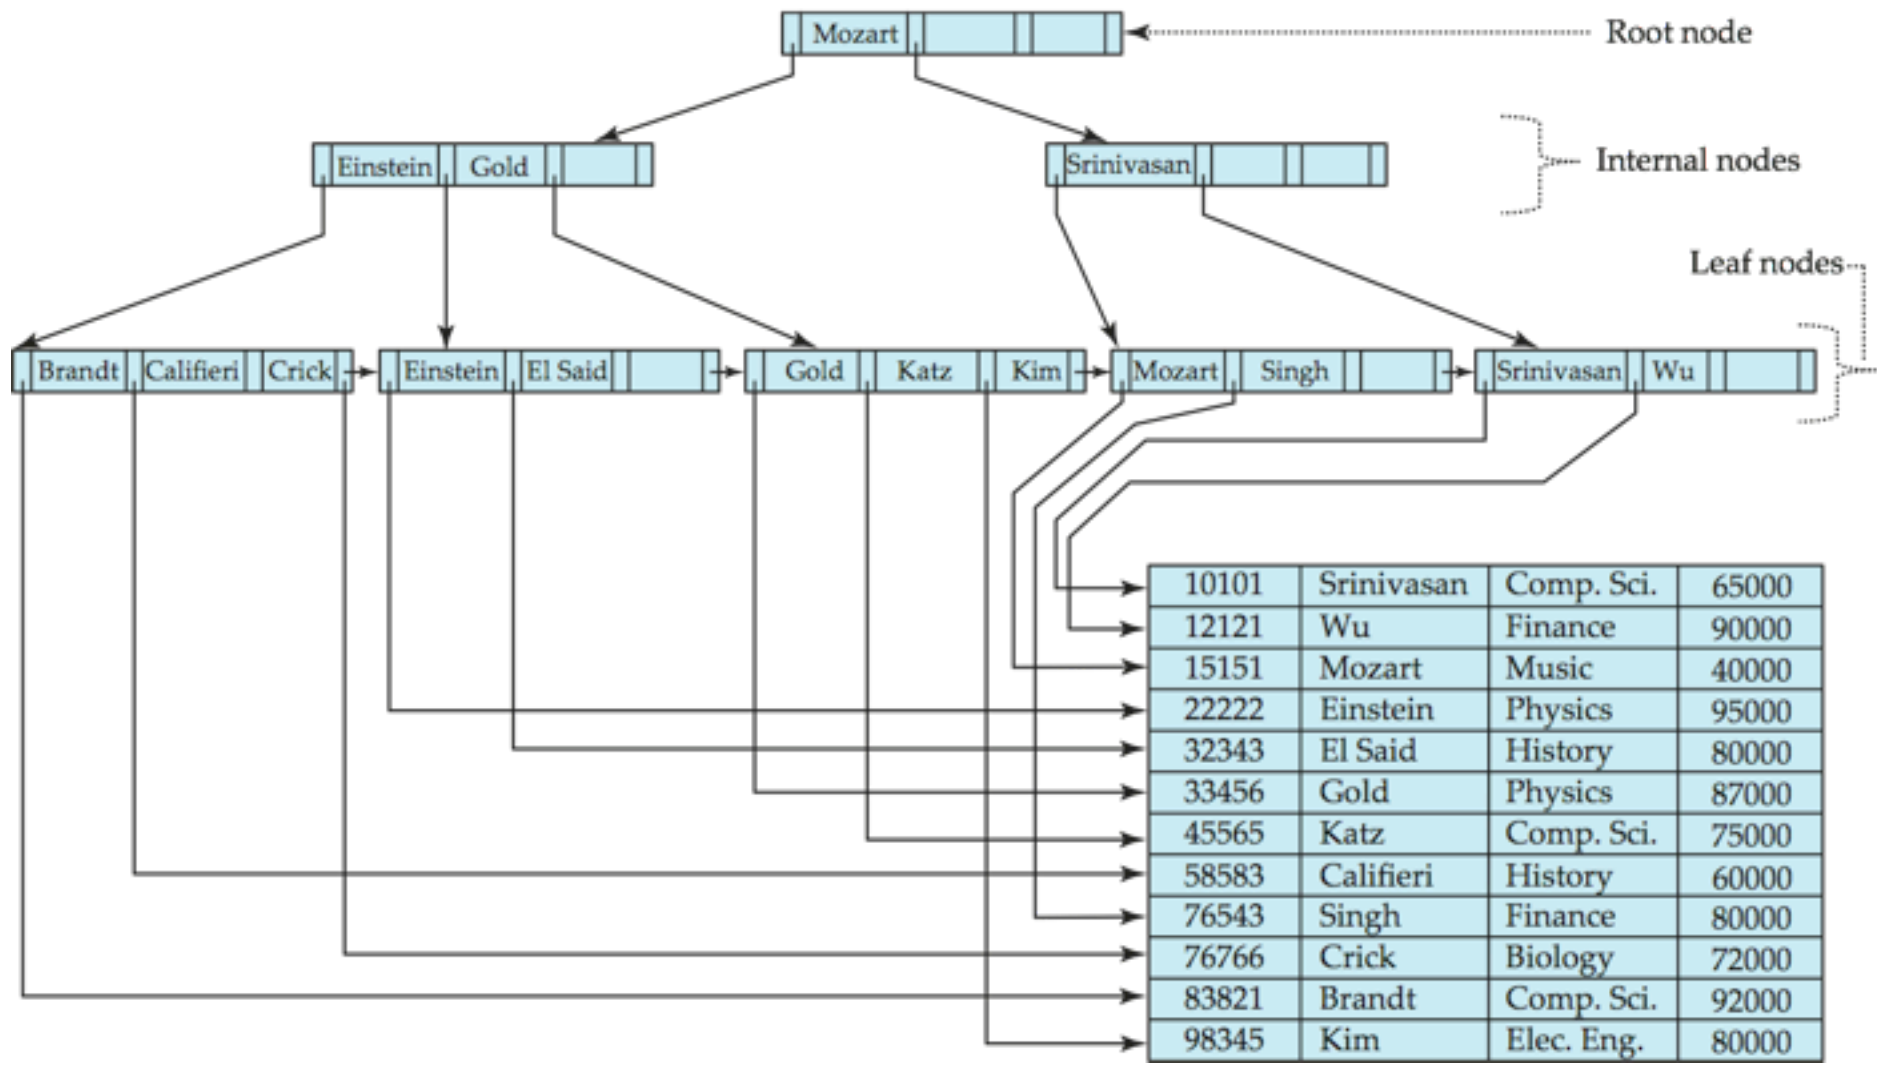 Mozart
Root node
Einstein Gold
Srinivasan
Internal nodes
Leaf nodes
Brandt Califieri Crick Einstein El Said Gold Katz Kim Mozart Singh Srinivasan Wu
10101 Srinivasan Comp. Sci. 65000
12121 Wu Finance 90000
15151 Mozart Music 40000
22222 Einstein Physics 95000
32343 El Said History 80000
33456 Gold Physics 87000
45565 Katz Comp. Sci. 75000
58583 Califieri History 60000
76543 Singh Finance 80000
76766 Crick Biology 72000
83821 Brandt Comp. Sci. 92000
98345 Kim Elec. Eng. 80000